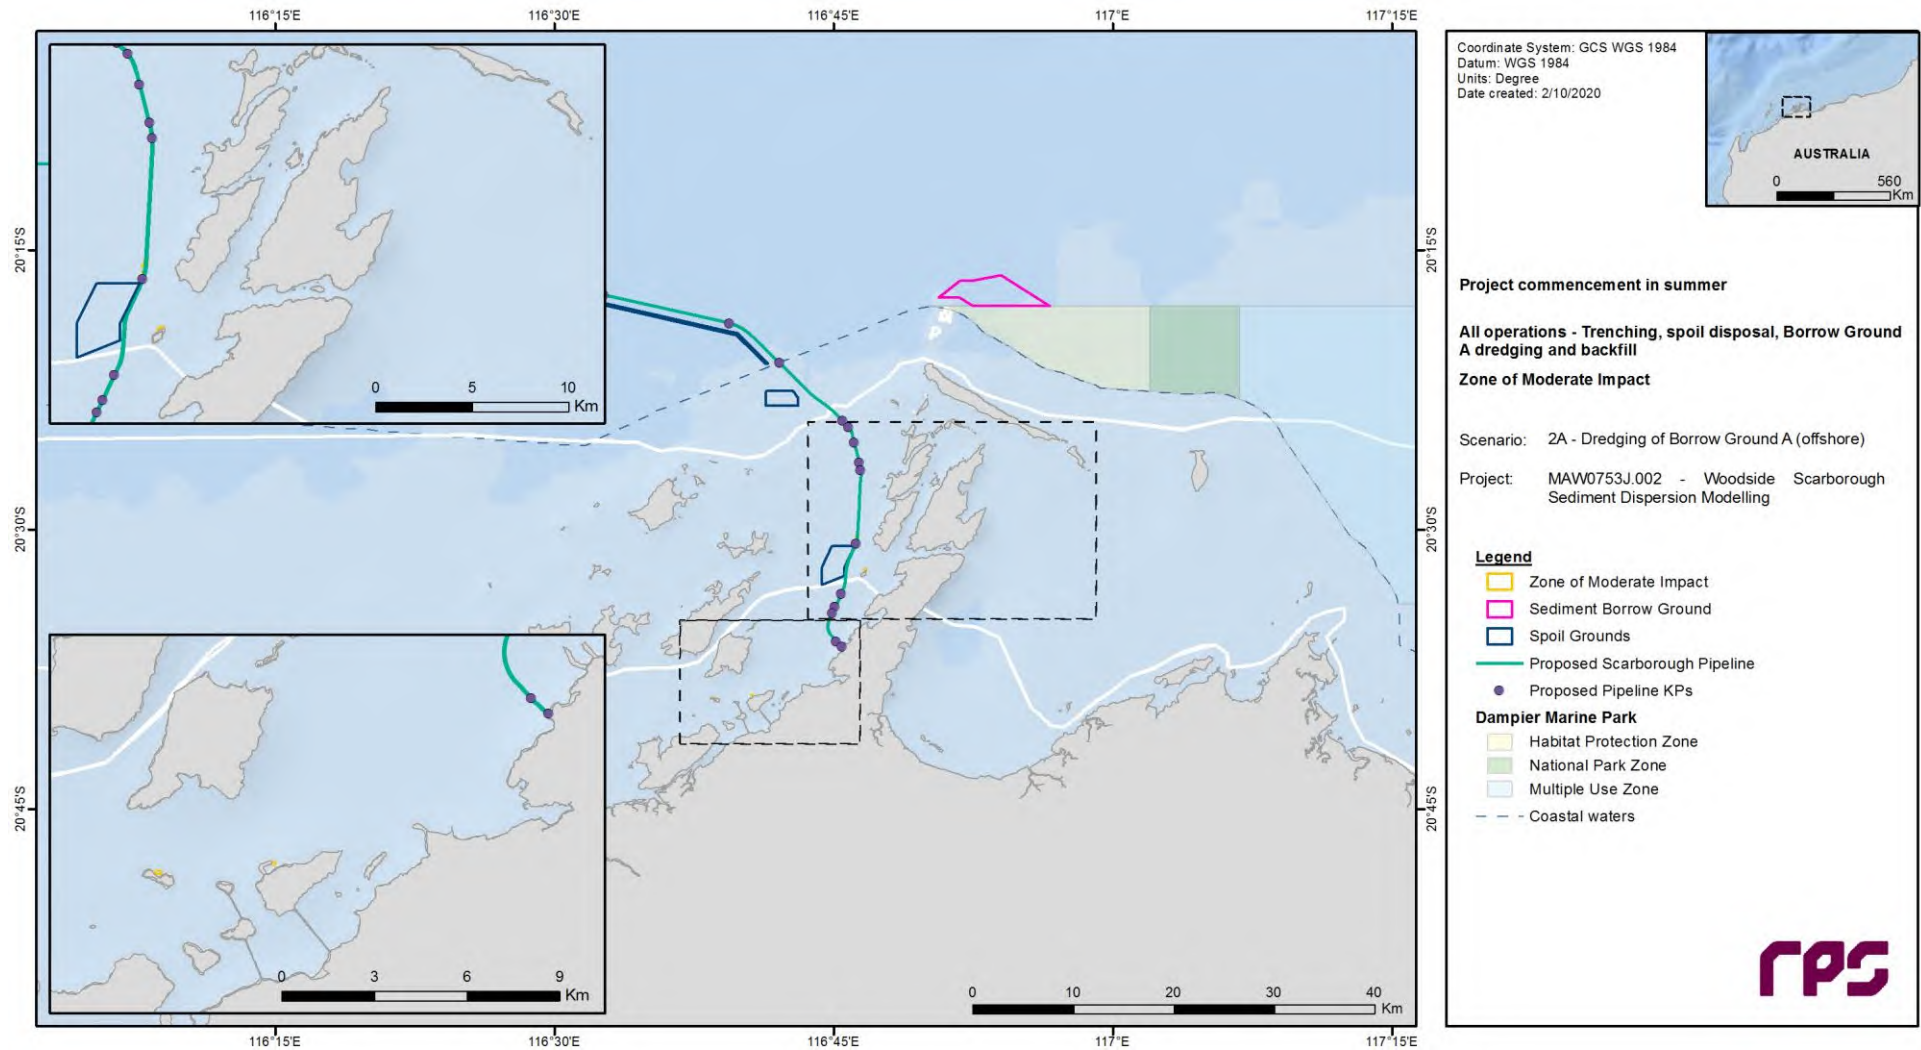 116°15'E
116°30'E
116°45'E
117°E
117°15'E
20°15'S
20°30'S
20°45'S
20°15'S
20°30'S
20°45'S
0 5 10
Km
0 3 6 9
Km
0 10 20 30 40
Km
116°15'E
116°30'E
116°45'E
117°E
117°15'E
Coordinate System: GCS WGS 1984
Datum: WGS 1984
Units: Degree
Date created: 2/10/2020
AUSTRALIA
0 560
Km
Project commencement in summer
All operations - Trenching, spoil disposal, Borrow Ground
A dredging and backfill
Zone of Moderate Impact
Scenario: 2A - Dredging of Borrow Ground A (offshore)
Project: MAW0753J.002 - Woodside Scarborough
Sediment Dispersion Modelling
Legend
Zone of Moderate Impact
Sediment Borrow Ground
Spoil Grounds
Proposed Scarborough Pipeline
Proposed Pipeline KPs
Dampier Marine Park
Habitat Protection Zone
National Park Zone
Multiple Use Zone
Coastal waters
rps